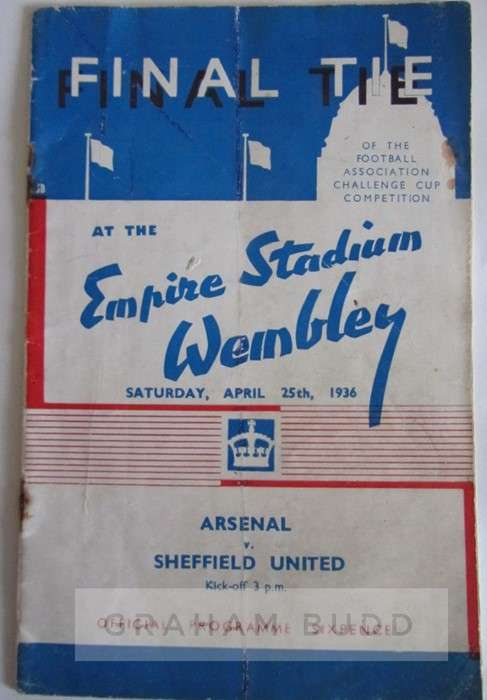 FINAL TIE
OF THE
FOOTBALL
ASSOCIATION
CHALLENGE CUP
COMPETITION
AT THE
Empire Stadium
Wembley
SATURDAY, APRIL 25th, 1936
ARSENAL
v.
SHEFFIELD UNITED
Kick-off 3 p.m.
OFFICIAL PROGRAMME SIXPENCE
GRAHAM BUDD